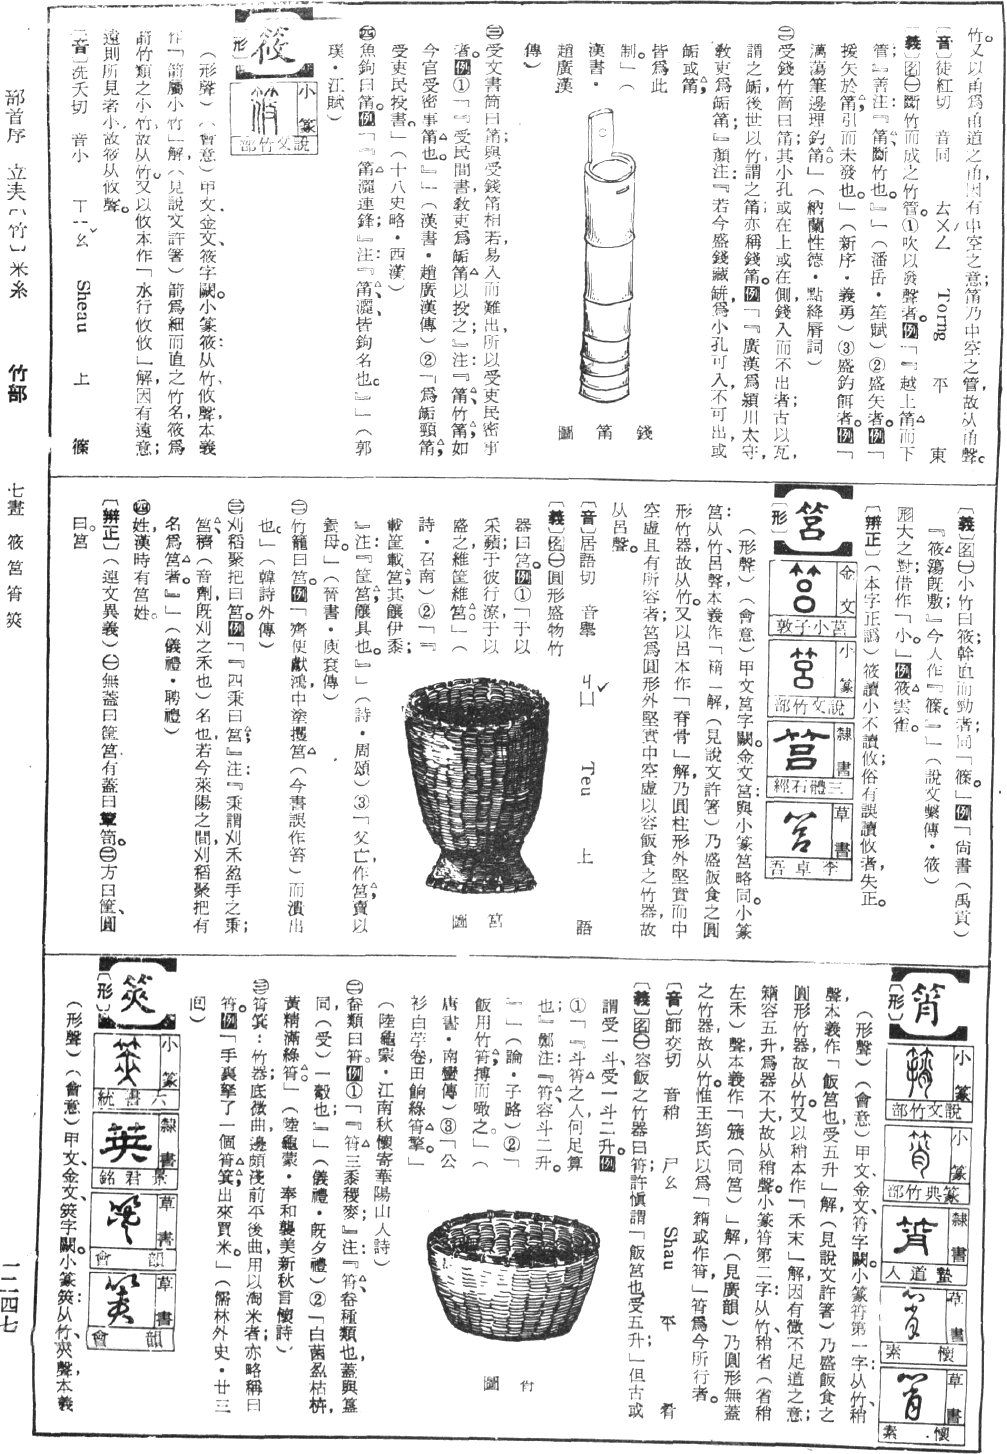 竹。又以甬爲甬道之甬，因有中空之意；筩乃中空之管，故从甬聲。
〔音〕徒紅切　音同　ㄊㄨㄥˊ　Torng　平　東
〔義〕名㊀斷竹而成之竹管。①吹以發聲者。例「『越上筩而下
管；』善注：『筩，斷竹也。』」（潘岳・笙賦）②盛矢者。例「
援矢於筩，引而未發也。」（新序・義勇）③盛釣餌者。例「
滿蕩筆邊理釣筩。」（納蘭性德・點絳脣詞）
㊁受錢竹筩曰筩；其小孔或在上或在側，錢入而不出者；古以瓦，
謂之缿；後世以竹，謂之筩；亦稱錢筩。例「『廣漢爲潁川太守，
敎吏爲缿筩；』顏注：『若今盛錢藏缾，爲小孔，可入不可出，或
缿或筩，
皆爲此
制。』」（
漢書・
趙廣漢
傳）
錢筩圖
㊂受文書筩曰筩；與受錢筩相若，易入而難出，所以受吏民密事
者。例①「『受民間書，敎吏爲缿筩以投之；』注：『筩，竹筩；如
今官受密事筩也。』」（漢書・趙廣漢傳）②「爲缿頸筩，
受吏民投書。」（十八史略・西漢）
㊃魚鉤曰筩。例「『筩灑連鋒；』注：『筩、灑，皆鉤名也。』」（郭
璞・江賦）
筱
小篆
說文竹部
〔形〕
（形聲）（會意）甲文、金文、筱字闕。小篆筱：从竹，攸聲，本義
作「箭屬小竹」解，（見說文許箸）箭爲細而直之竹名，筱爲
箭竹類之小竹，故从竹。又以攸本作「水行攸攸」解，因有遠意；
遠則所見者小，故筱从攸聲。
〔音〕先夭切　音小　ㄒㄧㄠˇ　Sheau　上　篠
〔義〕名㊀小竹曰筱；幹直而勁者；同「篠。」例「尙書（禹貢）
『筱簜旣敷。』今人作『篠。』」（說文繫傳・筱）
形大之對；借作「小。」例筱雲雀。
〔辨正〕（本字正譌）筱讀小不讀攸；俗有誤讀攸者，失正。
筥
金文
筥小子敦
小篆
說文竹部
隸書
三體石經
草書
李卓吾
〔形〕
（形聲）（會意）甲文筥字闕。金文筥與小篆筥略同。小篆
筥：从竹，呂聲，本義作「䈰」解（見說文許箸）乃盛飯食之圓
形竹器，故从竹。又以呂本作「脊骨」解，乃圓柱形外堅實而中
空虛且有所容者；筥爲圓形外堅實中空虛以容飯食之竹器，故
从呂聲。
〔音〕居語切　音舉　ㄐㄩˇ　Teu　上　語
〔義〕名㊀圓形盛物竹
器曰筥。例①「于以
采蘋？于彼行潦；于以
盛之？維筐維筥。」（
詩・召南）②「『
載筐載筥，其饟伊黍；
』注：『筐筥，饟具也。』」（詩・周頌）③「父亡，作筥賣以
養母。」（晉書・庾袞傳）
筥圖
㊁竹籠曰筥。例「齊使獻鴻，中塗攫筥（今書誤作笞）而潰出
也。」（韓詩外傳）
㊂刈稻聚把曰筥。例「『四秉曰筥；』注：『秉，謂刈禾盈手之秉；
筥、穧（音劑，旣刈之禾也）名也；若今萊陽之間，刈稻聚把，有
名爲筥者。』」（儀禮・聘禮）
㊃姓，漢時有筥姓。
〔辨正〕（連文異義）㊀無蓋曰筐筥，有蓋曰簞笥。㊁方曰筐，圓
曰筥
筲
小篆
說文竹部
小篆
篆典竹部
隸書
蟄道人
草書
懷素
草書
懷素
〔形〕
（形聲）（會意）甲文、金文、筲字闕。小篆筲第一字：从竹，稍
聲，本義作「飯筥也，受五升」解，（見說文許箸）乃盛飯食之
圓形竹器，故从竹。又以稍本作「禾末」解，因有微不足道之意；
䈰容五升，爲器不大，故从稍聲。小篆筲第二字：从竹，稍省（省稍
左禾）聲，本義作「簇（同筥）」解（見廣韻）乃圓形無蓋
之竹器，故从竹。惟王筠氏以爲「䈰或作筲，」筲爲今所行者。
〔音〕師交切　音稍　ㄕㄠ　Shau　平　肴
〔義〕名㊀容飯之竹器曰筲；許愼謂「飯筥也，受五升，」但古或
謂受一斗、受一斗二升。例
①「『斗筲之人，何足算
也？』鄭注：『筲，容斗二升。
』」（論・子路）②「
飯用竹筲，摶而噉之。」（
唐書・南蠻傳）③「公
衫白苧卷，田餉綠筲擎。」
（陸龜蒙・江南秋懷寄華陽山人詩）
筲圖
㊁畚類曰筲。例①「『筲三，黍稷麥；』注：『筲，畚種類也，蓋與簋
同，（受）一觳也。』」（儀禮・旣夕禮）②「白菌盈枯枿，
黃精滿綠筲。」（陸龜蒙・奉和襲美新秋言懷詩）
㊂筲箕：竹器，底微曲，邊頗淺，前平後曲，用以淘米者；亦略稱曰
筲。例「手裏拏了一個筲箕，出來買米。」（儒林外史・廿三
回）
筴
小篆
六書統
隸書
景君銘
草書
韻會
草書
韻會
〔形〕
（形聲）（會意）甲文、金文、筴字闕。小篆筴：从竹，夾聲，本義
部首序　立夫（竹）米糸　竹部　七畫　筱筥筲筴　一二四七